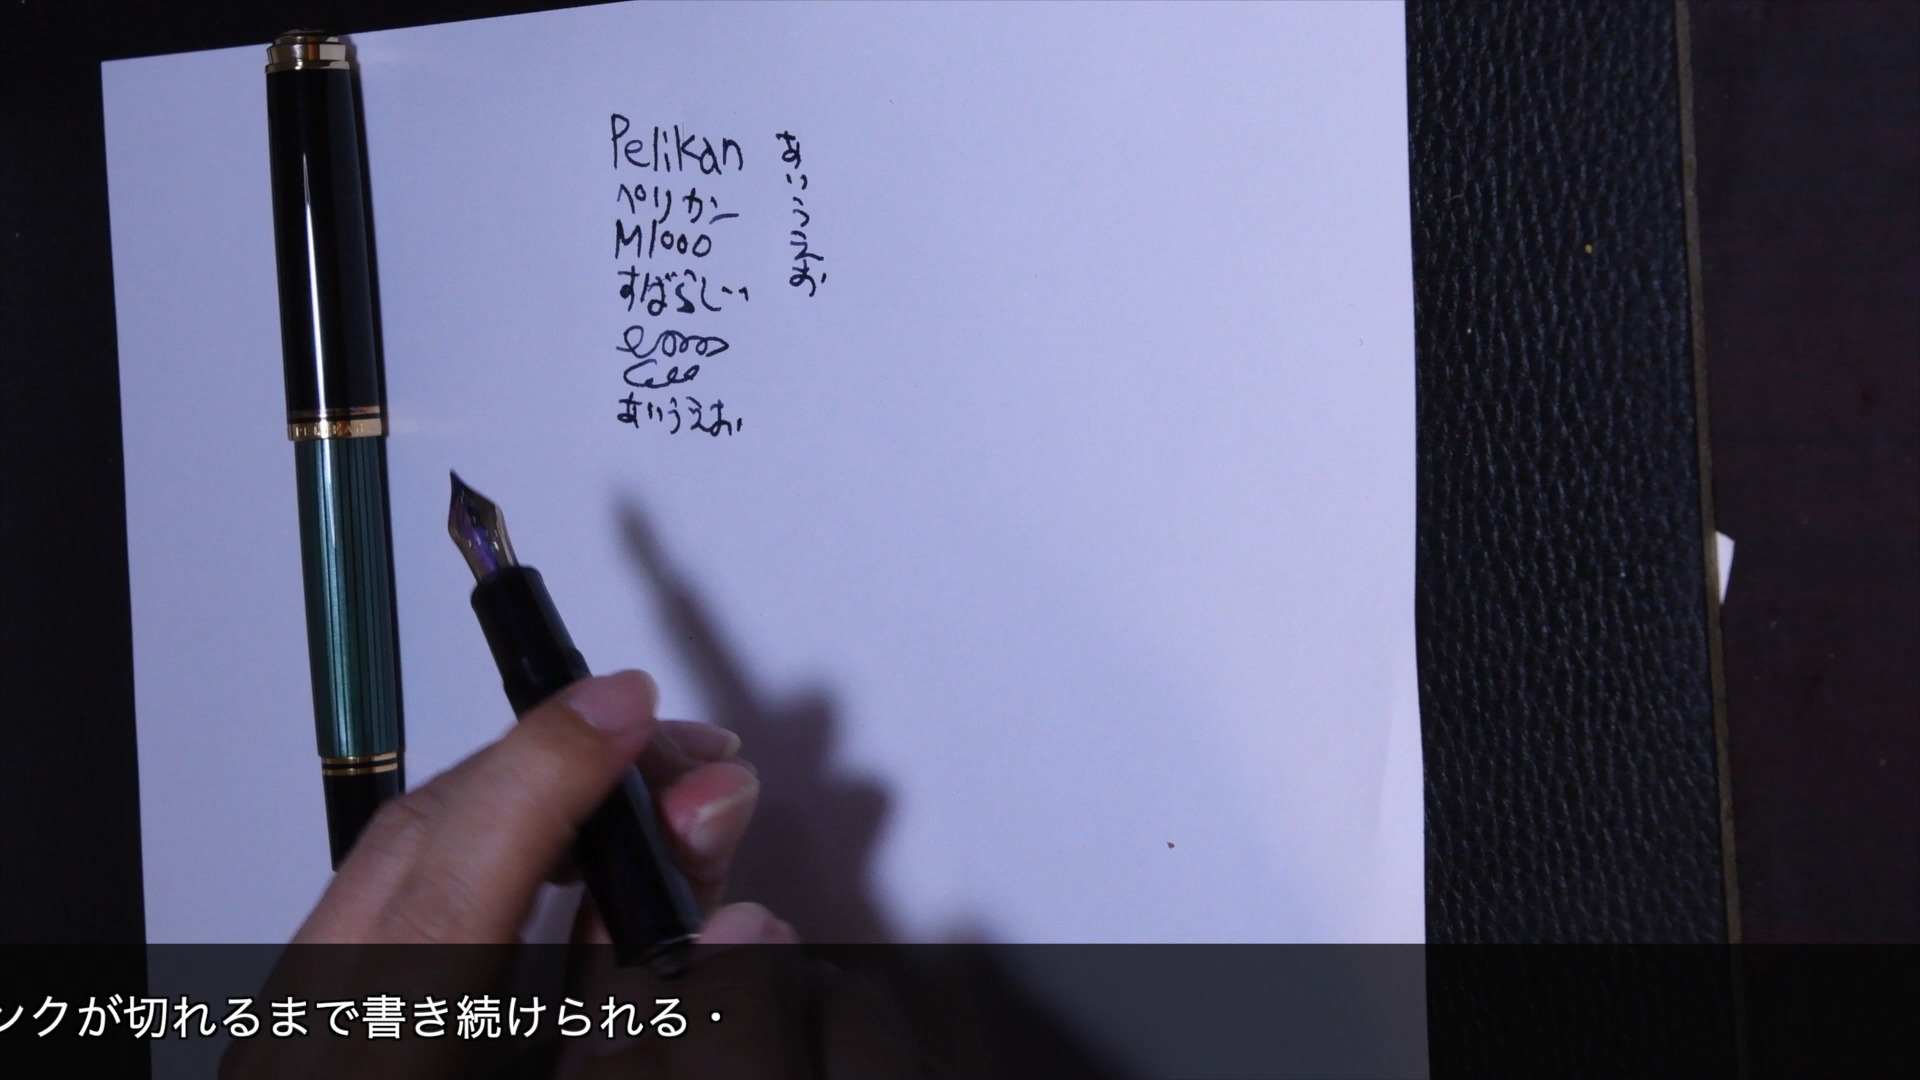 Pelikan
ペリカン
M1000
すばらしい
あいうえお
あいうえお
PELIKAN
ンクが切れるまで書き続けられる・